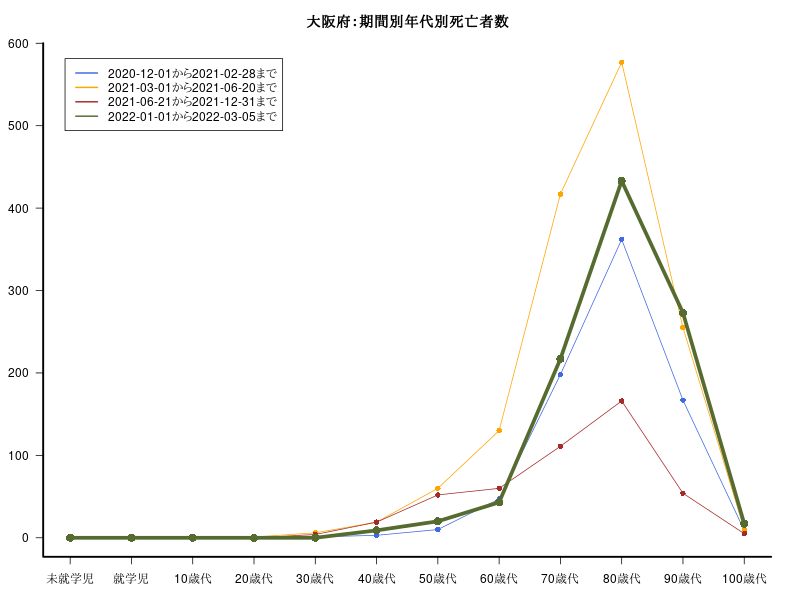 大阪府：期間別年代別死亡者数
600
500
400
300
200
100
0
2020-12-01から2021-02-28まで
2021-03-01から2021-06-20まで
2021-06-21から2021-12-31まで
2022-01-01から2022-03-05まで
未就学児 就学児 10歳代 20歳代 30歳代 40歳代 50歳代 60歳代 70歳代 80歳代 90歳代 100歳代